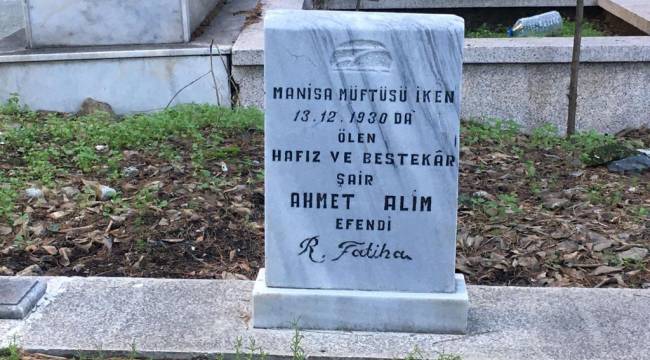 MANİSA MÜFTÜSÜ İKEN
13.12.1930 DA
ÖLEN
HAFIZ VE BESTEKÂR
ŞAİR
AHMET ALİM
EFENDİ
R. Fatiha